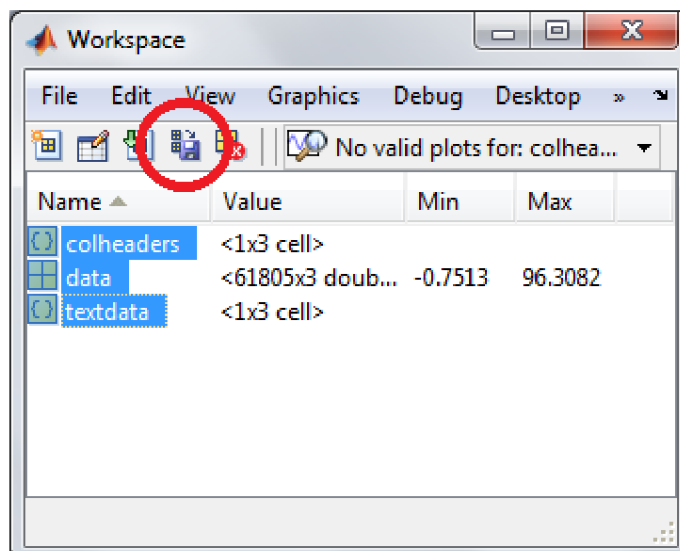 Workspace
File Edit View Graphics Debug Desktop »
No valid plots for: colhea...
Name Value Min Max
colheaders <1x3 cell>
data <61805x3 doub... -0.7513 96.3082
textdata <1x3 cell>